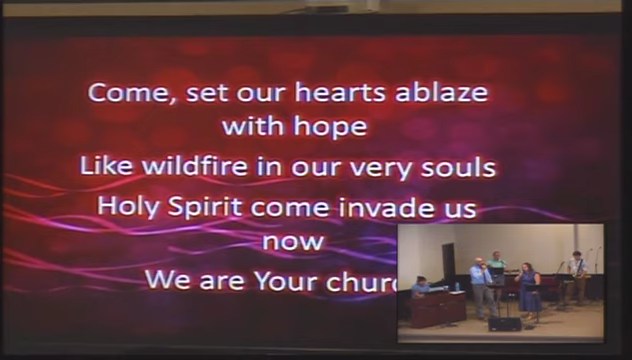 Come, set our hearts ablaze
with hope
Like wildfire in our very souls
Holy Spirit come invade us
now
We are Your churc